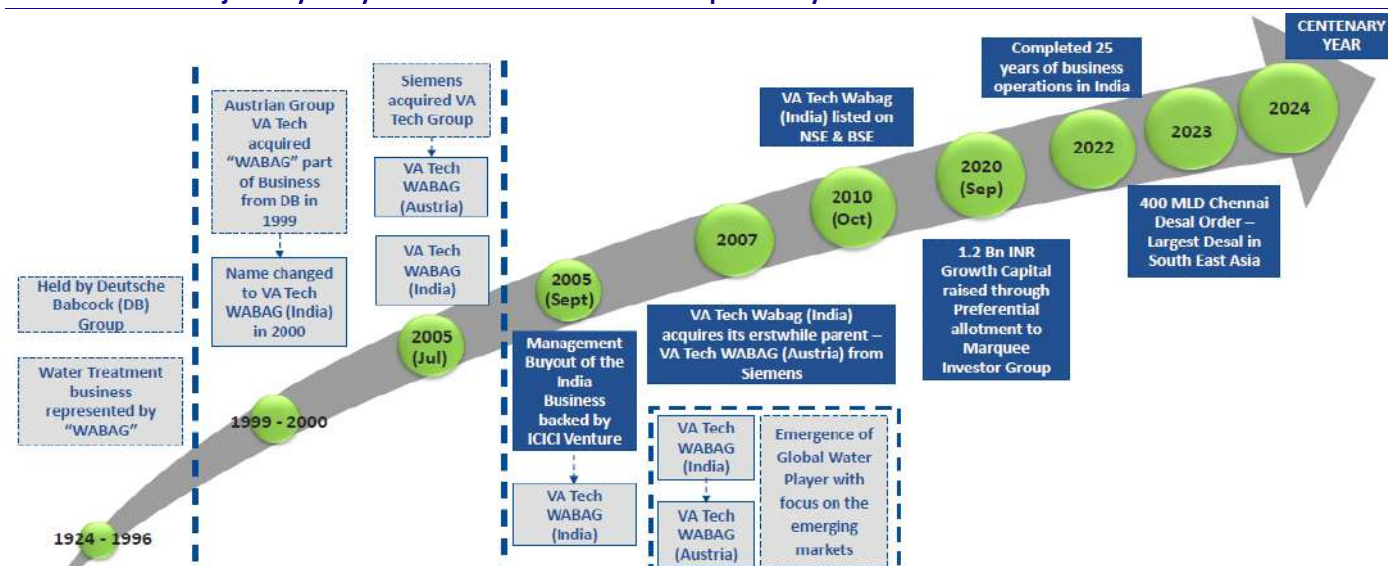 CENTENARY
YEAR
Completed 25
years of business
operations in India
Siemens
acquired VA
Tech Group
Austrian Group
VA Tech
acquired
"WABAG" part
of Business
from DB in
1999
VA Tech Wabag
(India) listed on
NSE & BSE
2024
2023
2022
2020
(Sep)
2010
(Oct)
2007
2005
(Sept)
2005
(Jul)
1999 - 2000
1924 - 1996
VA Tech
WABAG
(Austria)
VA Tech
WABAG
(India)
400 MLD Chennai
Desal Order –
Largest Desal in
South East Asia
Name changed
to VA Tech
WABAG (India)
in 2000
Held by Deutsche
Babcock (DB)
Group
Water Treatment
business
represented by
"WABAG"
1.2 Bn INR
Growth Capital
raised through
Preferential
allotment to
Marquee
Investor Group
VA Tech Wabag (India)
acquires its erstwhile parent –
VA Tech WABAG (Austria) from
Siemens
Management
Buyout of the
India
Business
backed by
ICICI Venture
VA Tech
WABAG
(India)
VA Tech
WABAG
(India)
VA Tech
WABAG
(Austria)
Emergence of
Global Water
Player with
focus on the
emerging
markets